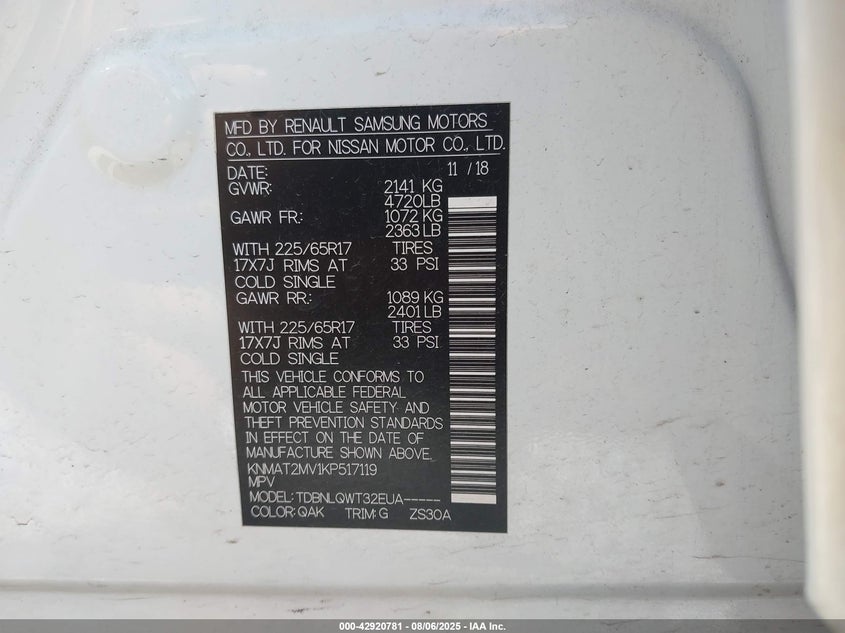 MFD BY RENAULT SAMSUNG MOTORS
CO., LTD. FOR NISSAN MOTOR CO., LTD.
DATE: 11 / 18
GVWR: 2141 KG
4720LB
GAWR FR.: 1072 KG
2363 LB
WITH 225/65R17 TIRES
17X7J RIMS AT 33 PSI
COLD SINGLE
GAWR RR.: 1089 KG
2401 LB
WITH 225/65R17 TIRES
17X7J RIMS AT 33 PSI
COLD SINGLE
THIS VEHICLE CONFORMS TO
ALL APPLICABLE FEDERAL
MOTOR VEHICLE SAFETY AND
THEFT PREVENTION STANDARDS
IN EFFECT ON THE DATE OF
MANUFACTURE SHOWN ABOVE.
KNMAT2MV1KP517119
MPV
MODEL: TDBNLQWT32EUA-----
COLOR: QAK TRIM: G ZS30A
000-42920781 - 08/06/2025 - IAA Inc.